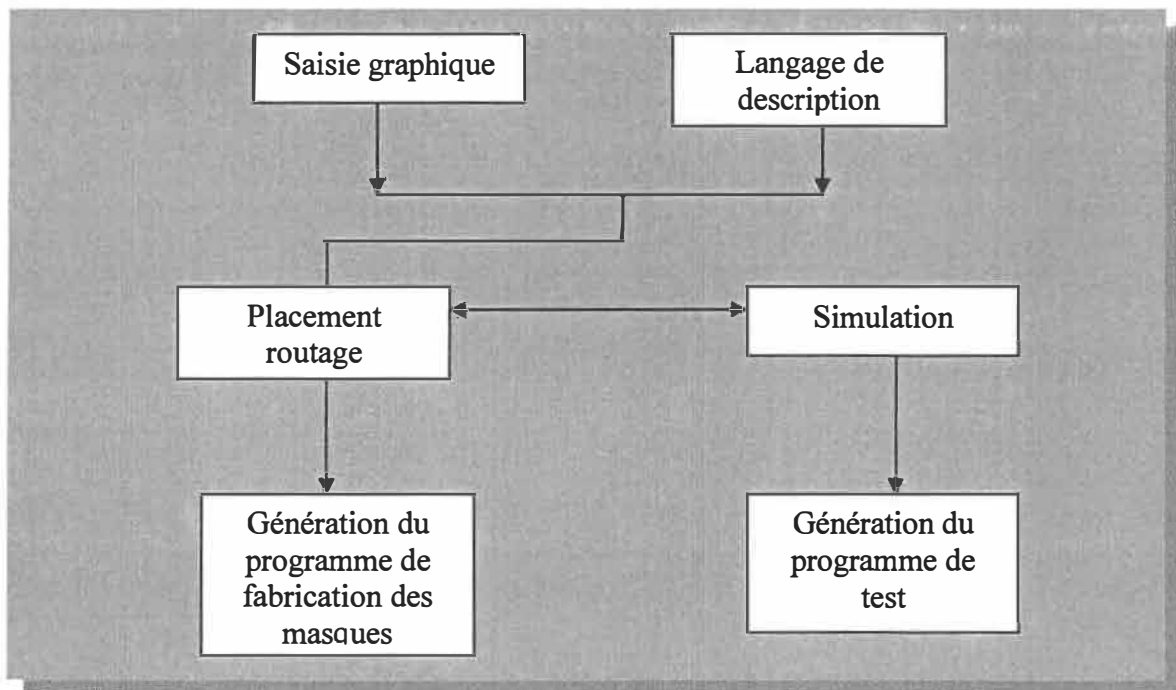 Saisie graphique
Langage de
description
Placement
routage
Simulation
Génération du
programme de
fabrication des
masques
Génération du
programme de
test